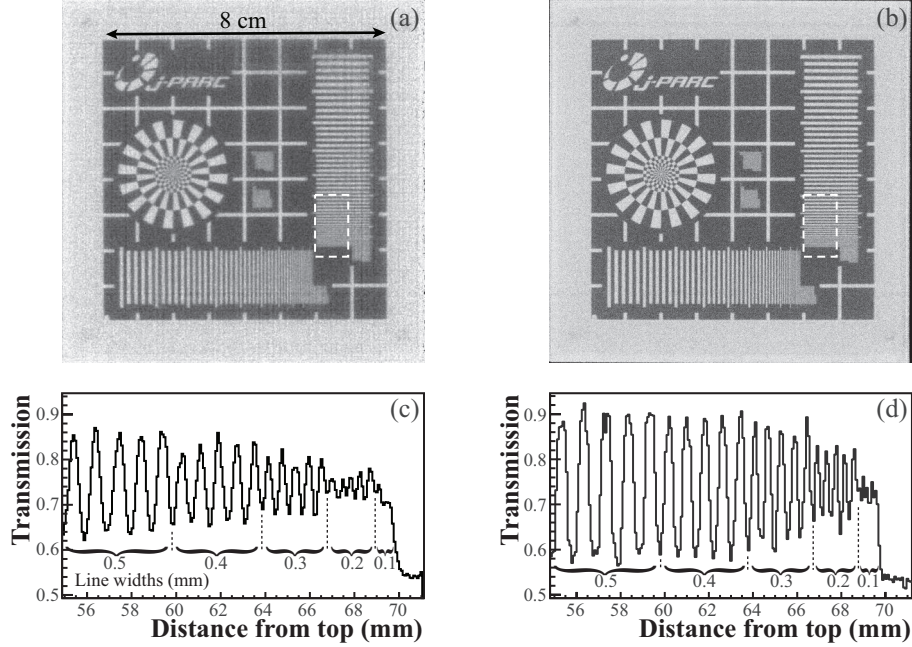 8 cm
(a)
J-PARC
(b)
J-PARC
(c)
Transmission
0.9
0.8
0.7
0.6
0.5
0.5
0.4
0.3
0.2
0.1
Line widths (mm)
56 58 60 62 64 66 68 70
Distance from top (mm)
(d)
Transmission
0.9
0.8
0.7
0.6
0.5
0.5
0.4
0.3
0.2
0.1
Line widths (mm)
56 58 60 62 64 66 68 70
Distance from top (mm)